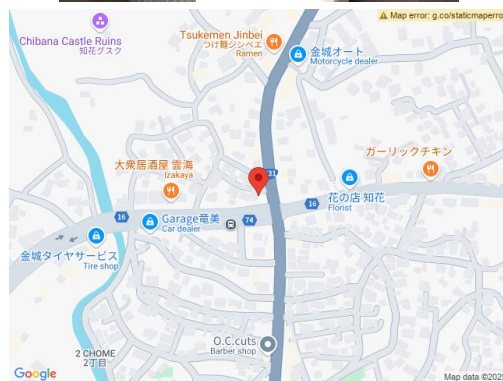 Map error: g.co/staticmaperro
Chibana Castle Ruins
知花グスク
Tsukemen Jinbei
つけ麺ジンベエ
Ramen
金城オート
Motorcycle dealer
ガーリックチキン
大衆居酒屋 雲海
Izakaya
31
花の店 知花
Florist
16
16
Garage竜美
Car dealer
74
16
金城タイヤサービス
Tire shop
O.C.cuts
Barber shop
2 CHOME
2丁目
Google
Map data ©202